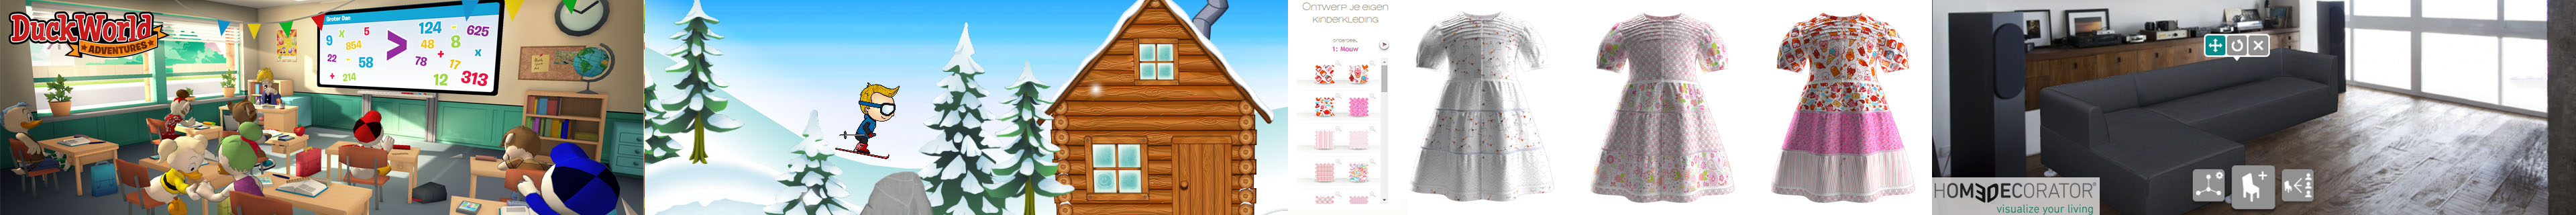 DuckWorld
ADVENTURES
Groter Dan
9 x 5 854 22 - 58 + 214
>
124 - 625
48 8 x
78 + 17
12 313
Ontwerp je eigen
kinderkleding
onderdeel
1: Mouw
HOM3DECORATOR®
visualize your living